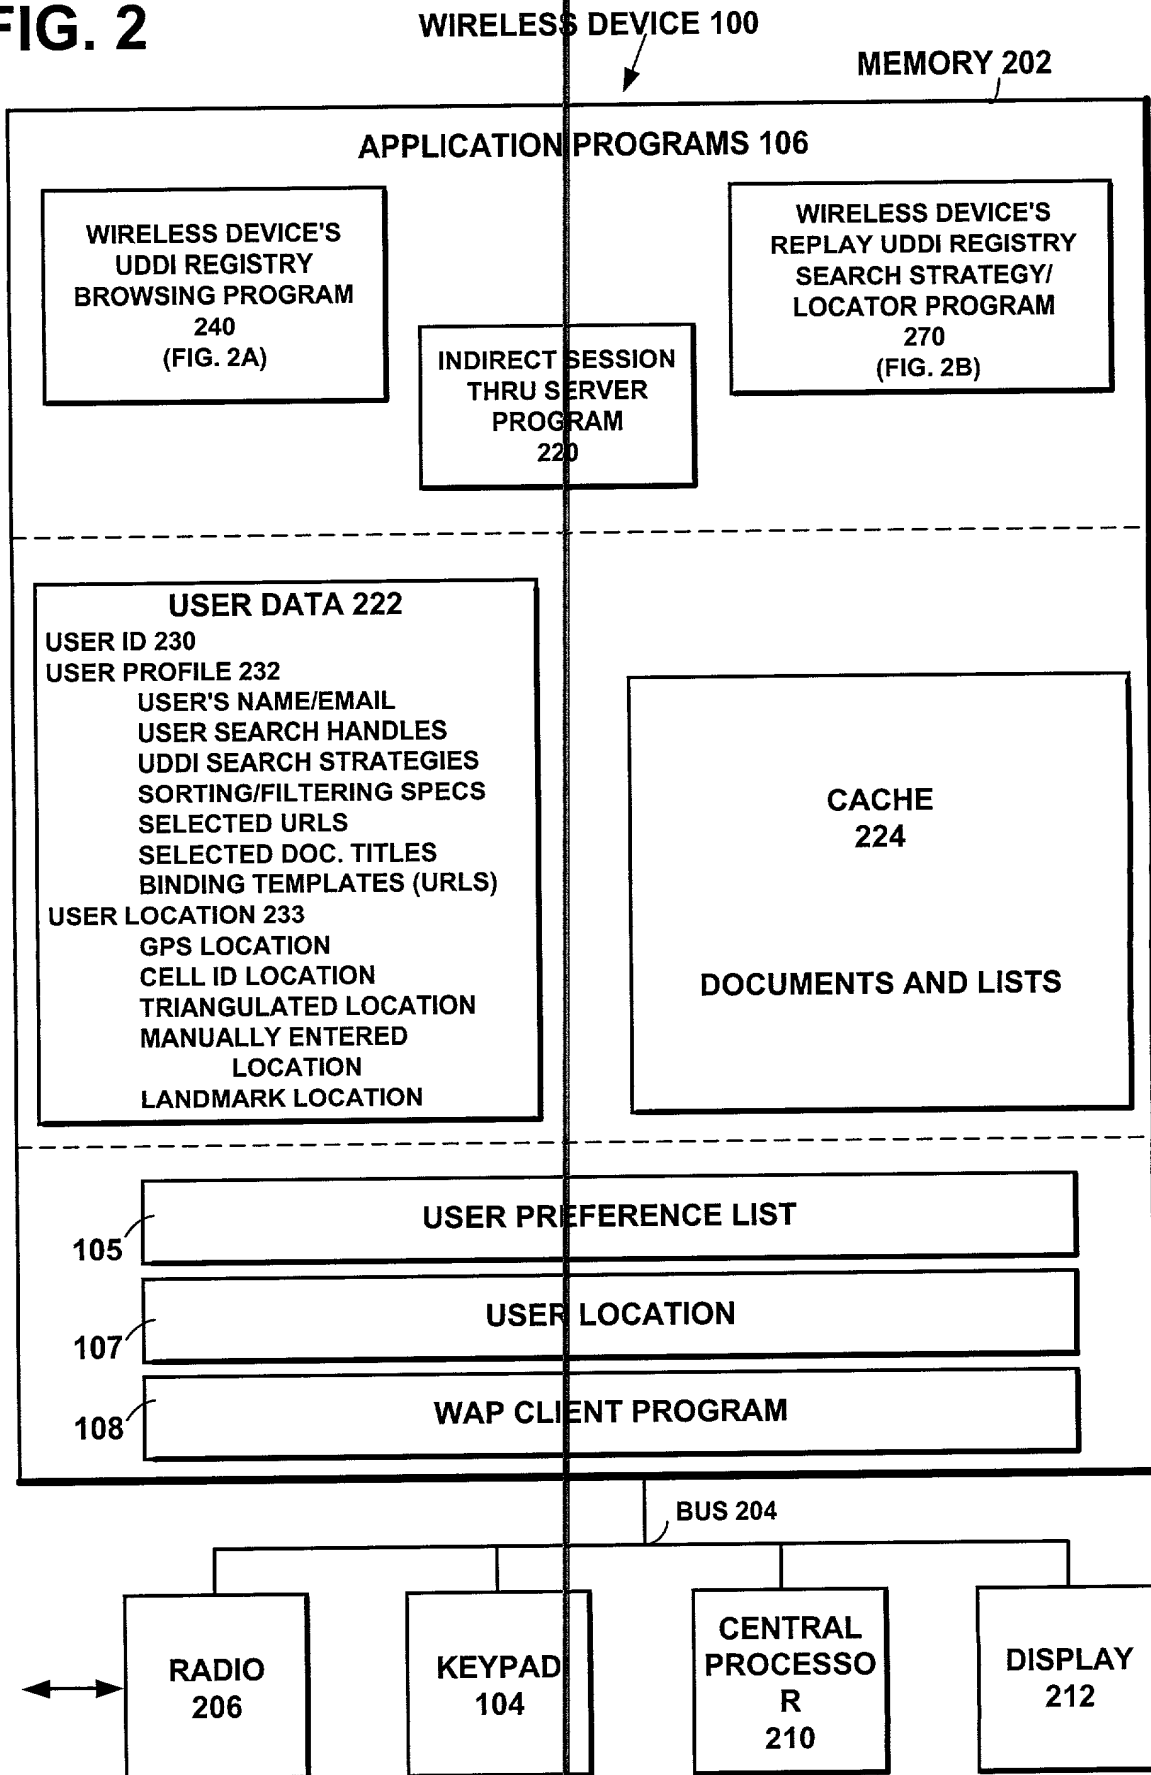 FIG. 2
WIRELESS DEVICE 100
MEMORY 202
APPLICATION PROGRAMS 106
WIRELESS DEVICE'S
UDDI REGISTRY
BROWSING PROGRAM
240
(FIG. 2A)
INDIRECT SESSION
THRU SERVER
PROGRAM
220
WIRELESS DEVICE'S
REPLAY UDDI REGISTRY
SEARCH STRATEGY/
LOCATOR PROGRAM
270
(FIG. 2B)
USER DATA 222
USER ID 230
USER PROFILE 232
USER'S NAME/EMAIL
USER SEARCH HANDLES
UDDI SEARCH STRATEGIES
SORTING/FILTERING SPECS
SELECTED URLS
SELECTED DOC. TITLES
BINDING TEMPLATES (URLS)
USER LOCATION 233
GPS LOCATION
CELL ID LOCATION
TRIANGULATED LOCATION
MANUALLY ENTERED
LOCATION
LANDMARK LOCATION
CACHE
224
DOCUMENTS AND LISTS
USER PREFERENCE LIST
105
USER LOCATION
107
WAP CLIENT PROGRAM
108
BUS 204
RADIO
206
KEYPAD
104
CENTRAL
PROCESSO
R
210
DISPLAY
212